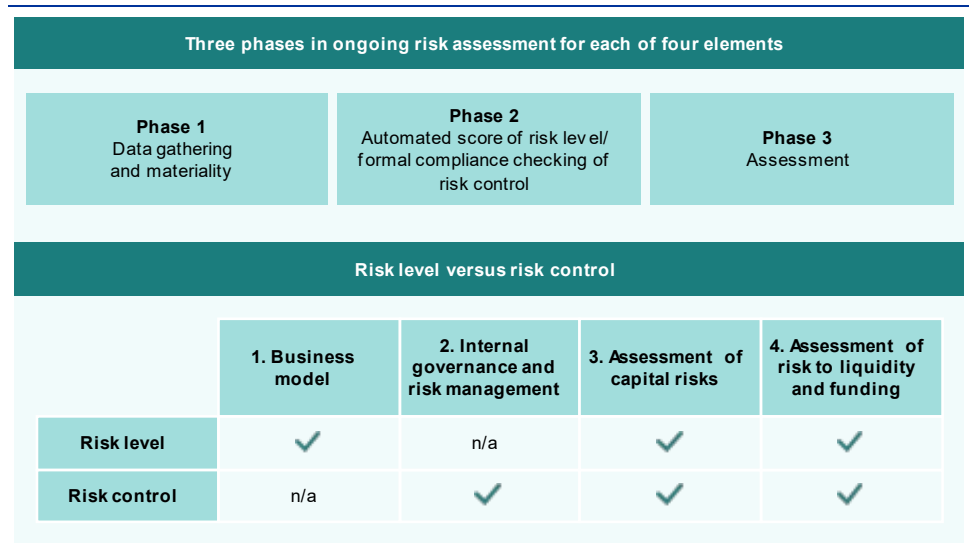 Three phases in ongoing risk assessment for each of four elements
Phase 1
Data gathering
and materiality
Phase 2
Automated score of risk level/
formal compliance checking of
risk control
Phase 3
Assessment
Risk level versus risk control
1. Business
model
2. Internal
governance and
risk management
3. Assessment of
capital risks
4. Assessment of
risk to liquidity
and funding
Risk level
n/a
Risk control
n/a